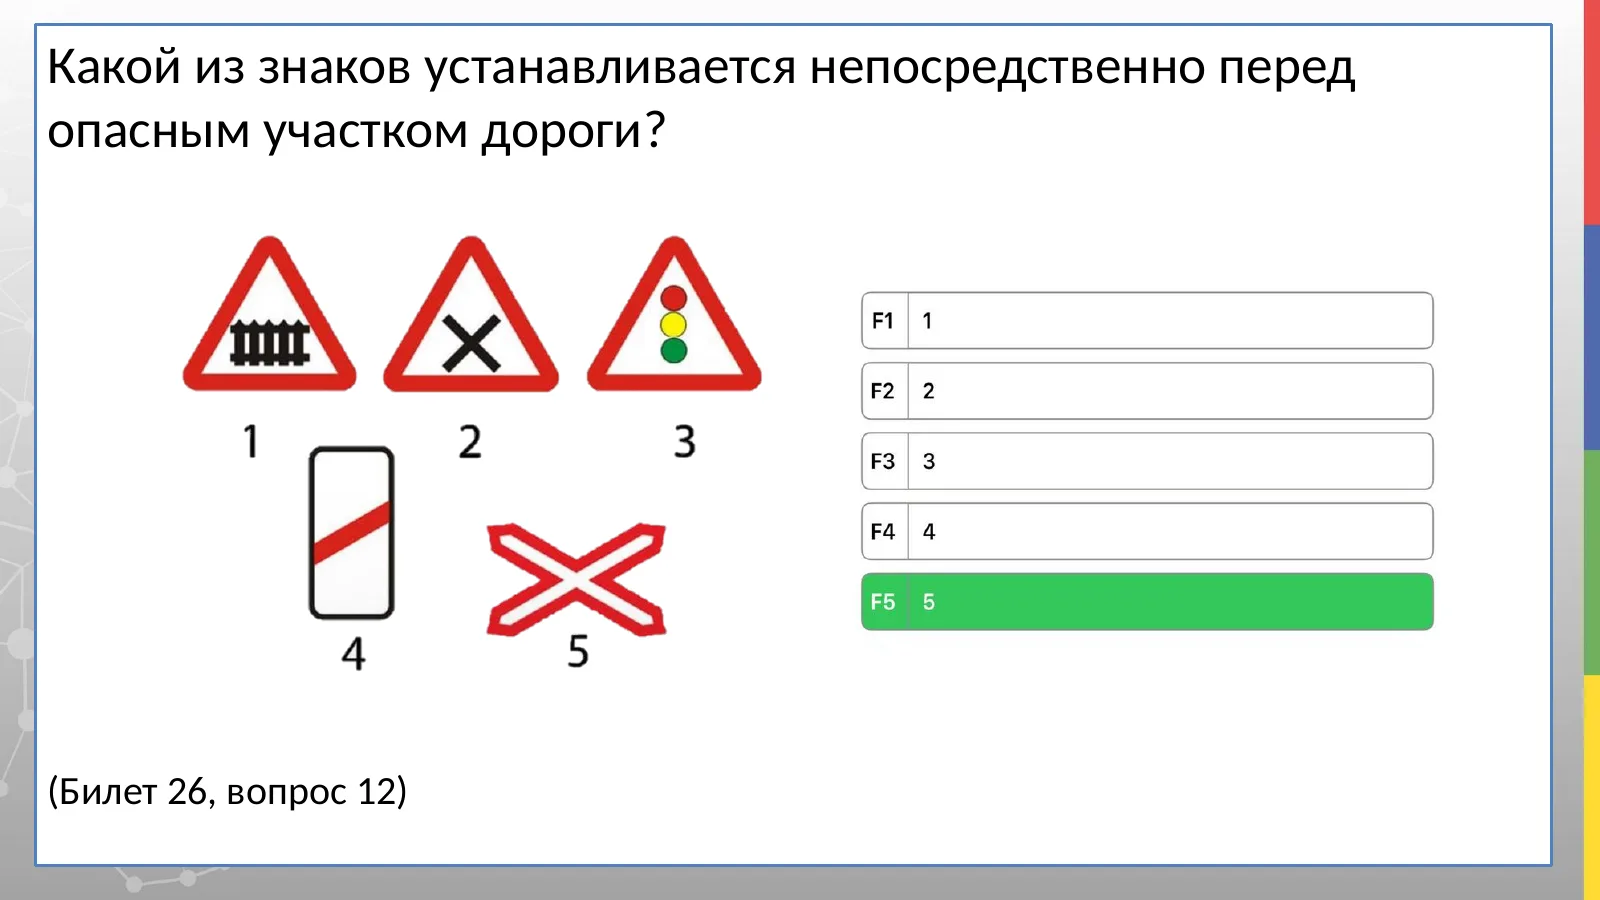 Какой из знаков устанавливается непосредственно перед
опасным участком дороги?
1 2 3
4 5
F1 1
F2 2
F3 3
F4 4
F5 5
(Билет 26, вопрос 12)